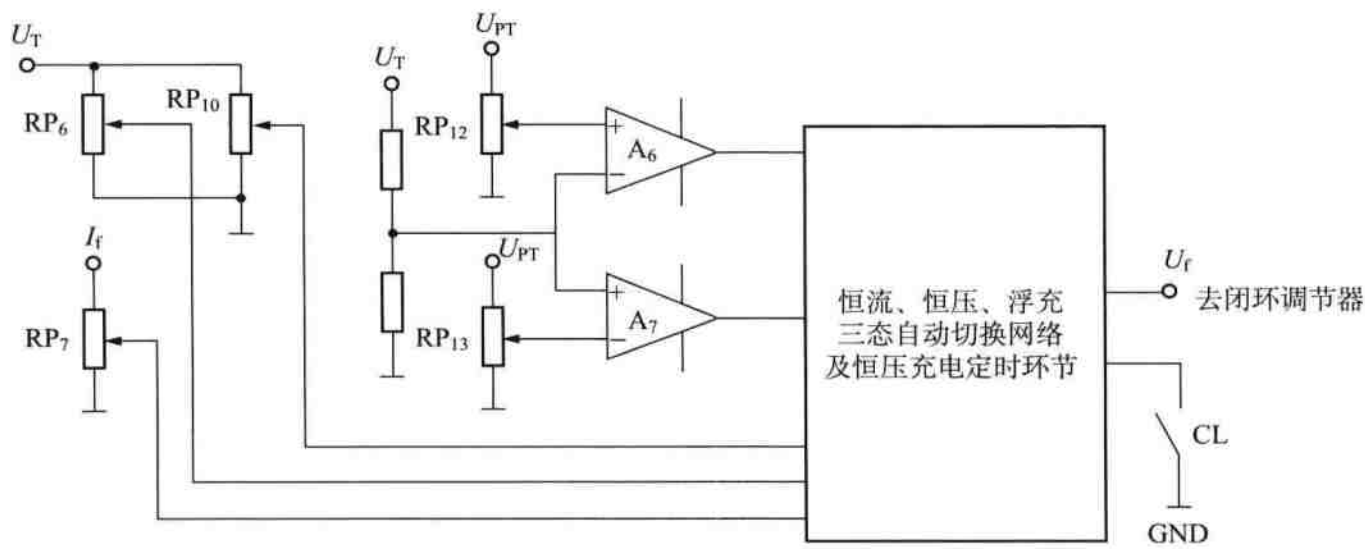 U_T
RP_6
RP_10
I_f
RP_7
U_T
U_PT
RP_12
+
A_6
−
U_PT
RP_13
+
A_7
−
恒流、恒压、浮充
三态自动切换网络
及恒压充电定时环节
U_f
去闭环调节器
CL
GND